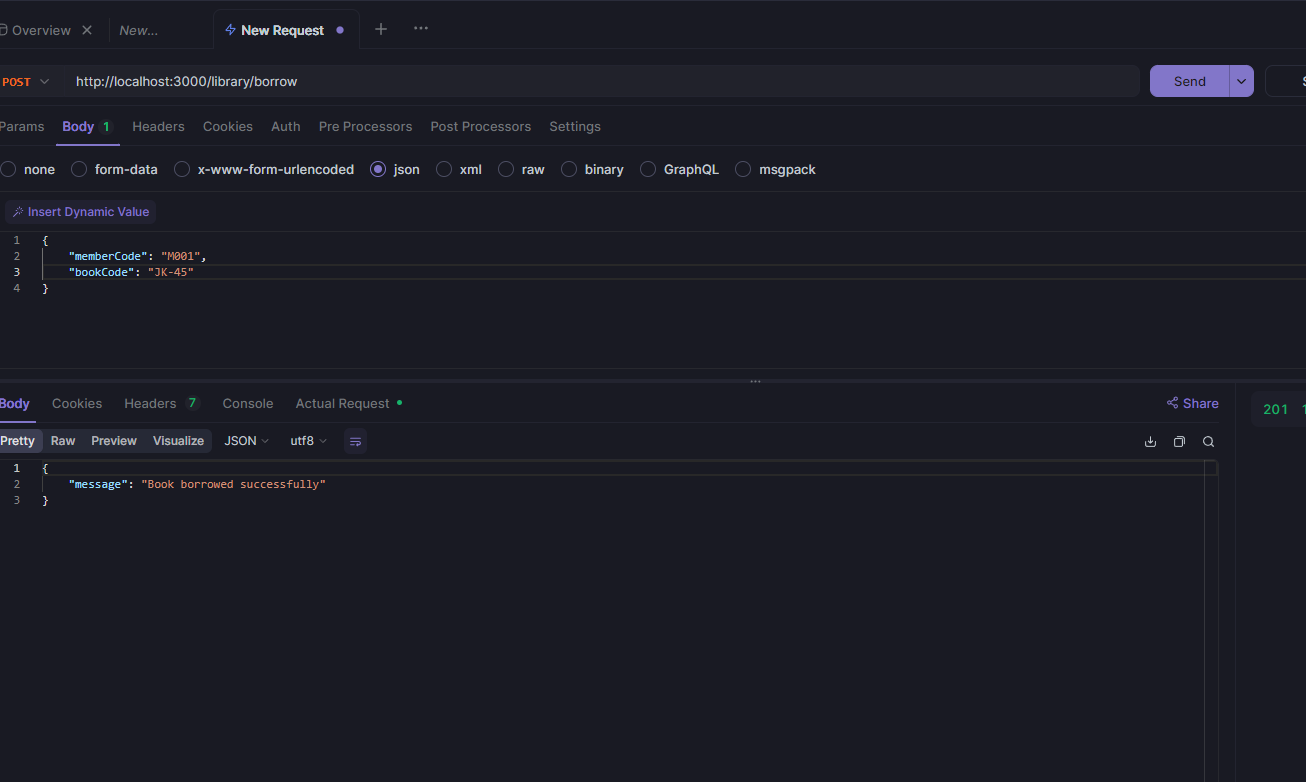 Overview
New...
New Request
POST http://localhost:3000/library/borrow Send
Params Body 1 Headers Cookies Auth Pre Processors Post Processors Settings
none form-data x-www-form-urlencoded json xml raw binary GraphQL msgpack
Insert Dynamic Value
1 {
2 "memberCode": "M001",
3 "bookCode": "JK-45"
4 }
Body Cookies Headers 7 Console Actual Request Share
201
Pretty Raw Preview Visualize JSON utf8
1 {
2 "message": "Book borrowed successfully"
3 }